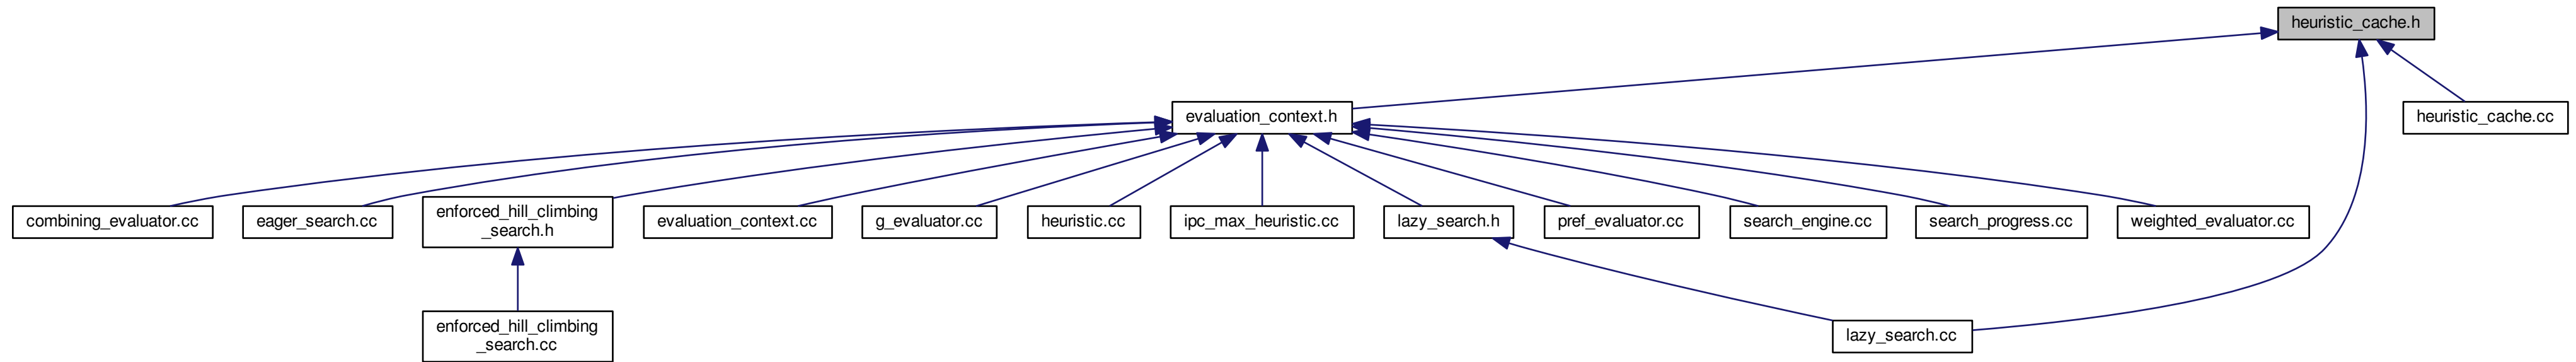 heuristic_cache.h
evaluation_context.h
heuristic_cache.cc
combining_evaluator.cc
eager_search.cc
enforced_hill_climbing
_search.h
evaluation_context.cc
g_evaluator.cc
heuristic.cc
ipc_max_heuristic.cc
lazy_search.h
pref_evaluator.cc
search_engine.cc
search_progress.cc
weighted_evaluator.cc
enforced_hill_climbing
_search.cc
lazy_search.cc